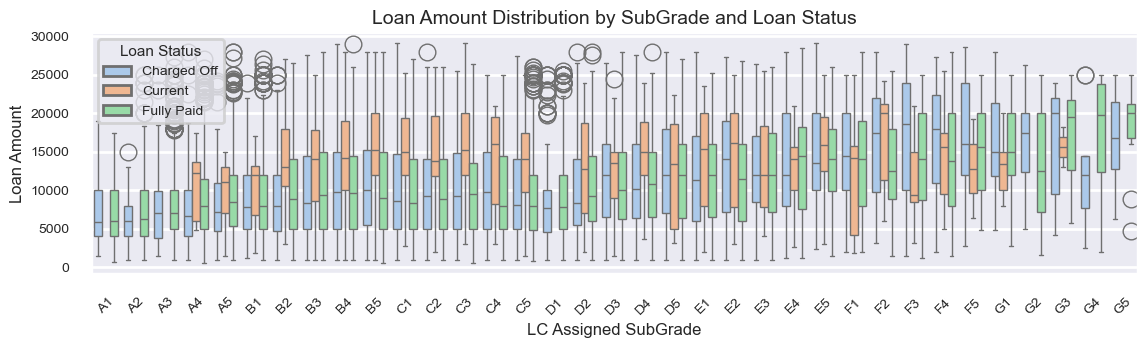 Loan Amount Distribution by SubGrade and Loan Status
Loan Amount
30000
25000
20000
15000
10000
5000
0
Loan Status
Charged Off
Current
Fully Paid
A1 A2 A3 A4 A5 B1 B2 B3 B4 B5 C1 C2 C3 C4 C5 D1 D2 D3 D4 D5 E1 E2 E3 E4 E5 F1 F2 F3 F4 F5 G1 G2 G3 G4 G5
LC Assigned SubGrade